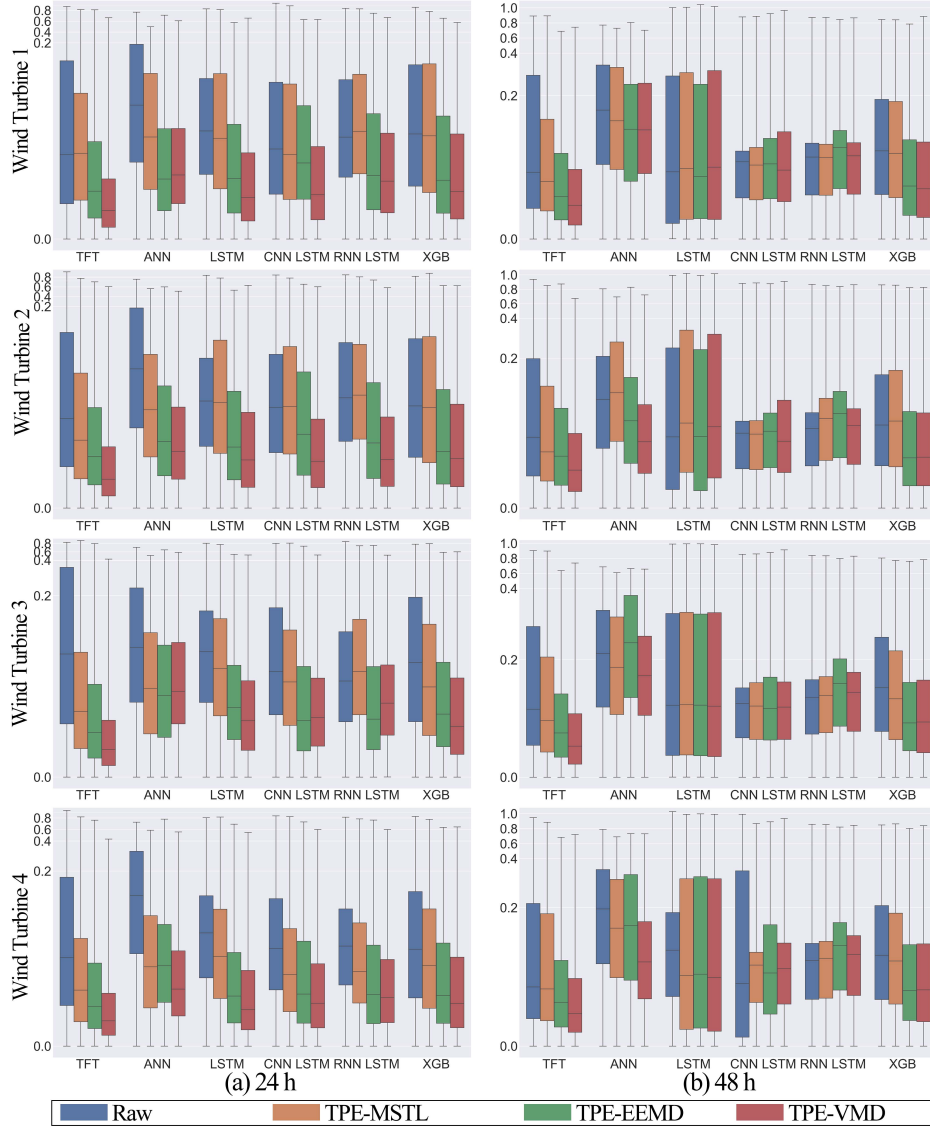 Wind Turbine 1
0.8
0.6
0.4
0.2
0.0
TFT ANN LSTM CNN LSTM RNN LSTM XGB
1.0
0.8
0.6
0.4
0.2
0.0
TFT ANN LSTM CNN LSTM RNN LSTM XGB
Wind Turbine 2
0.8
0.6
0.4
0.2
0.0
TFT ANN LSTM CNN LSTM RNN LSTM XGB
1.0
0.8
0.6
0.4
0.2
0.0
TFT ANN LSTM CNN LSTM RNN LSTM XGB
Wind Turbine 3
0.8
0.6
0.4
0.2
0.0
TFT ANN LSTM CNN LSTM RNN LSTM XGB
1.0
0.8
0.6
0.4
0.2
0.0
TFT ANN LSTM CNN LSTM RNN LSTM XGB
Wind Turbine 4
0.8
0.6
0.4
0.2
0.0
TFT ANN LSTM CNN LSTM RNN LSTM XGB
1.0
0.8
0.6
0.4
0.2
0.0
TFT ANN LSTM CNN LSTM RNN LSTM XGB
(a) 24 h
(b) 48 h
Raw TPE-MSTL TPE-EEMD TPE-VMD